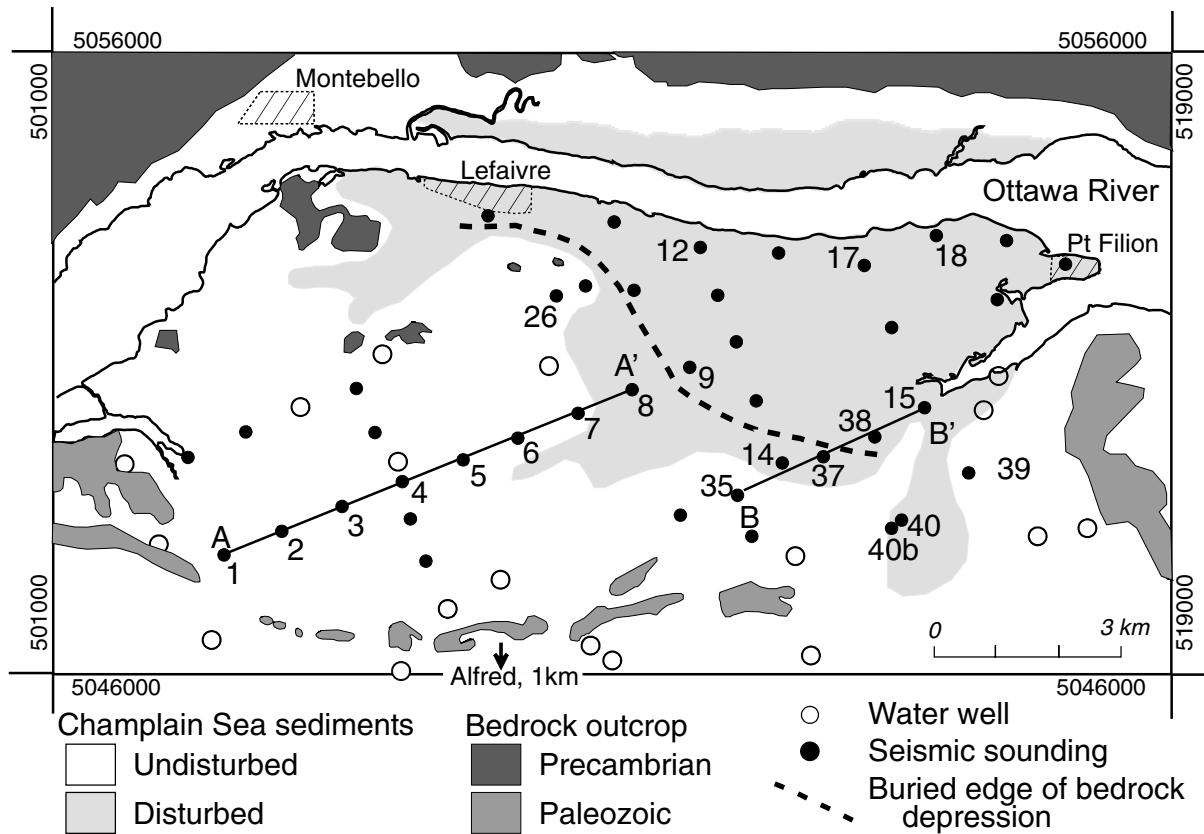 5056000
5056000
501000
519000
Montebello
Lefaivre
Ottawa River
Pt Filion
12
17
18
26
A'
9
8
15
7
38
B'
6
14
37
5
39
4
35
3
B
40
A
2
40b
1
501000
519000
0
3 km
Alfred, 1km
5046000
5046000
Champlain Sea sediments
Undisturbed
Disturbed
Bedrock outcrop
Precambrian
Paleozoic
Water well
Seismic sounding
Buried edge of bedrock
depression